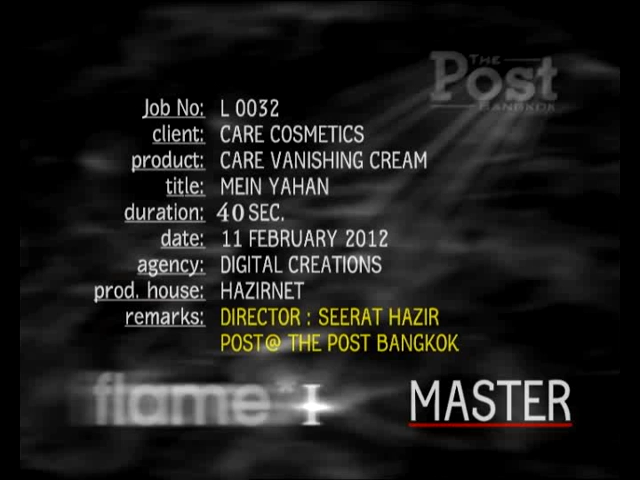 THE
Post
BANGKOK
Job No: L 0032
client: CARE COSMETICS
product: CARE VANISHING CREAM
title: MEIN YAHAN
duration: 40 SEC.
date: 11 FEBRUARY 2012
agency: DIGITAL CREATIONS
prod. house: HAZIRNET
remarks: DIRECTOR : SEERAT HAZIR
POST@ THE POST BANGKOK
flame I
MASTER